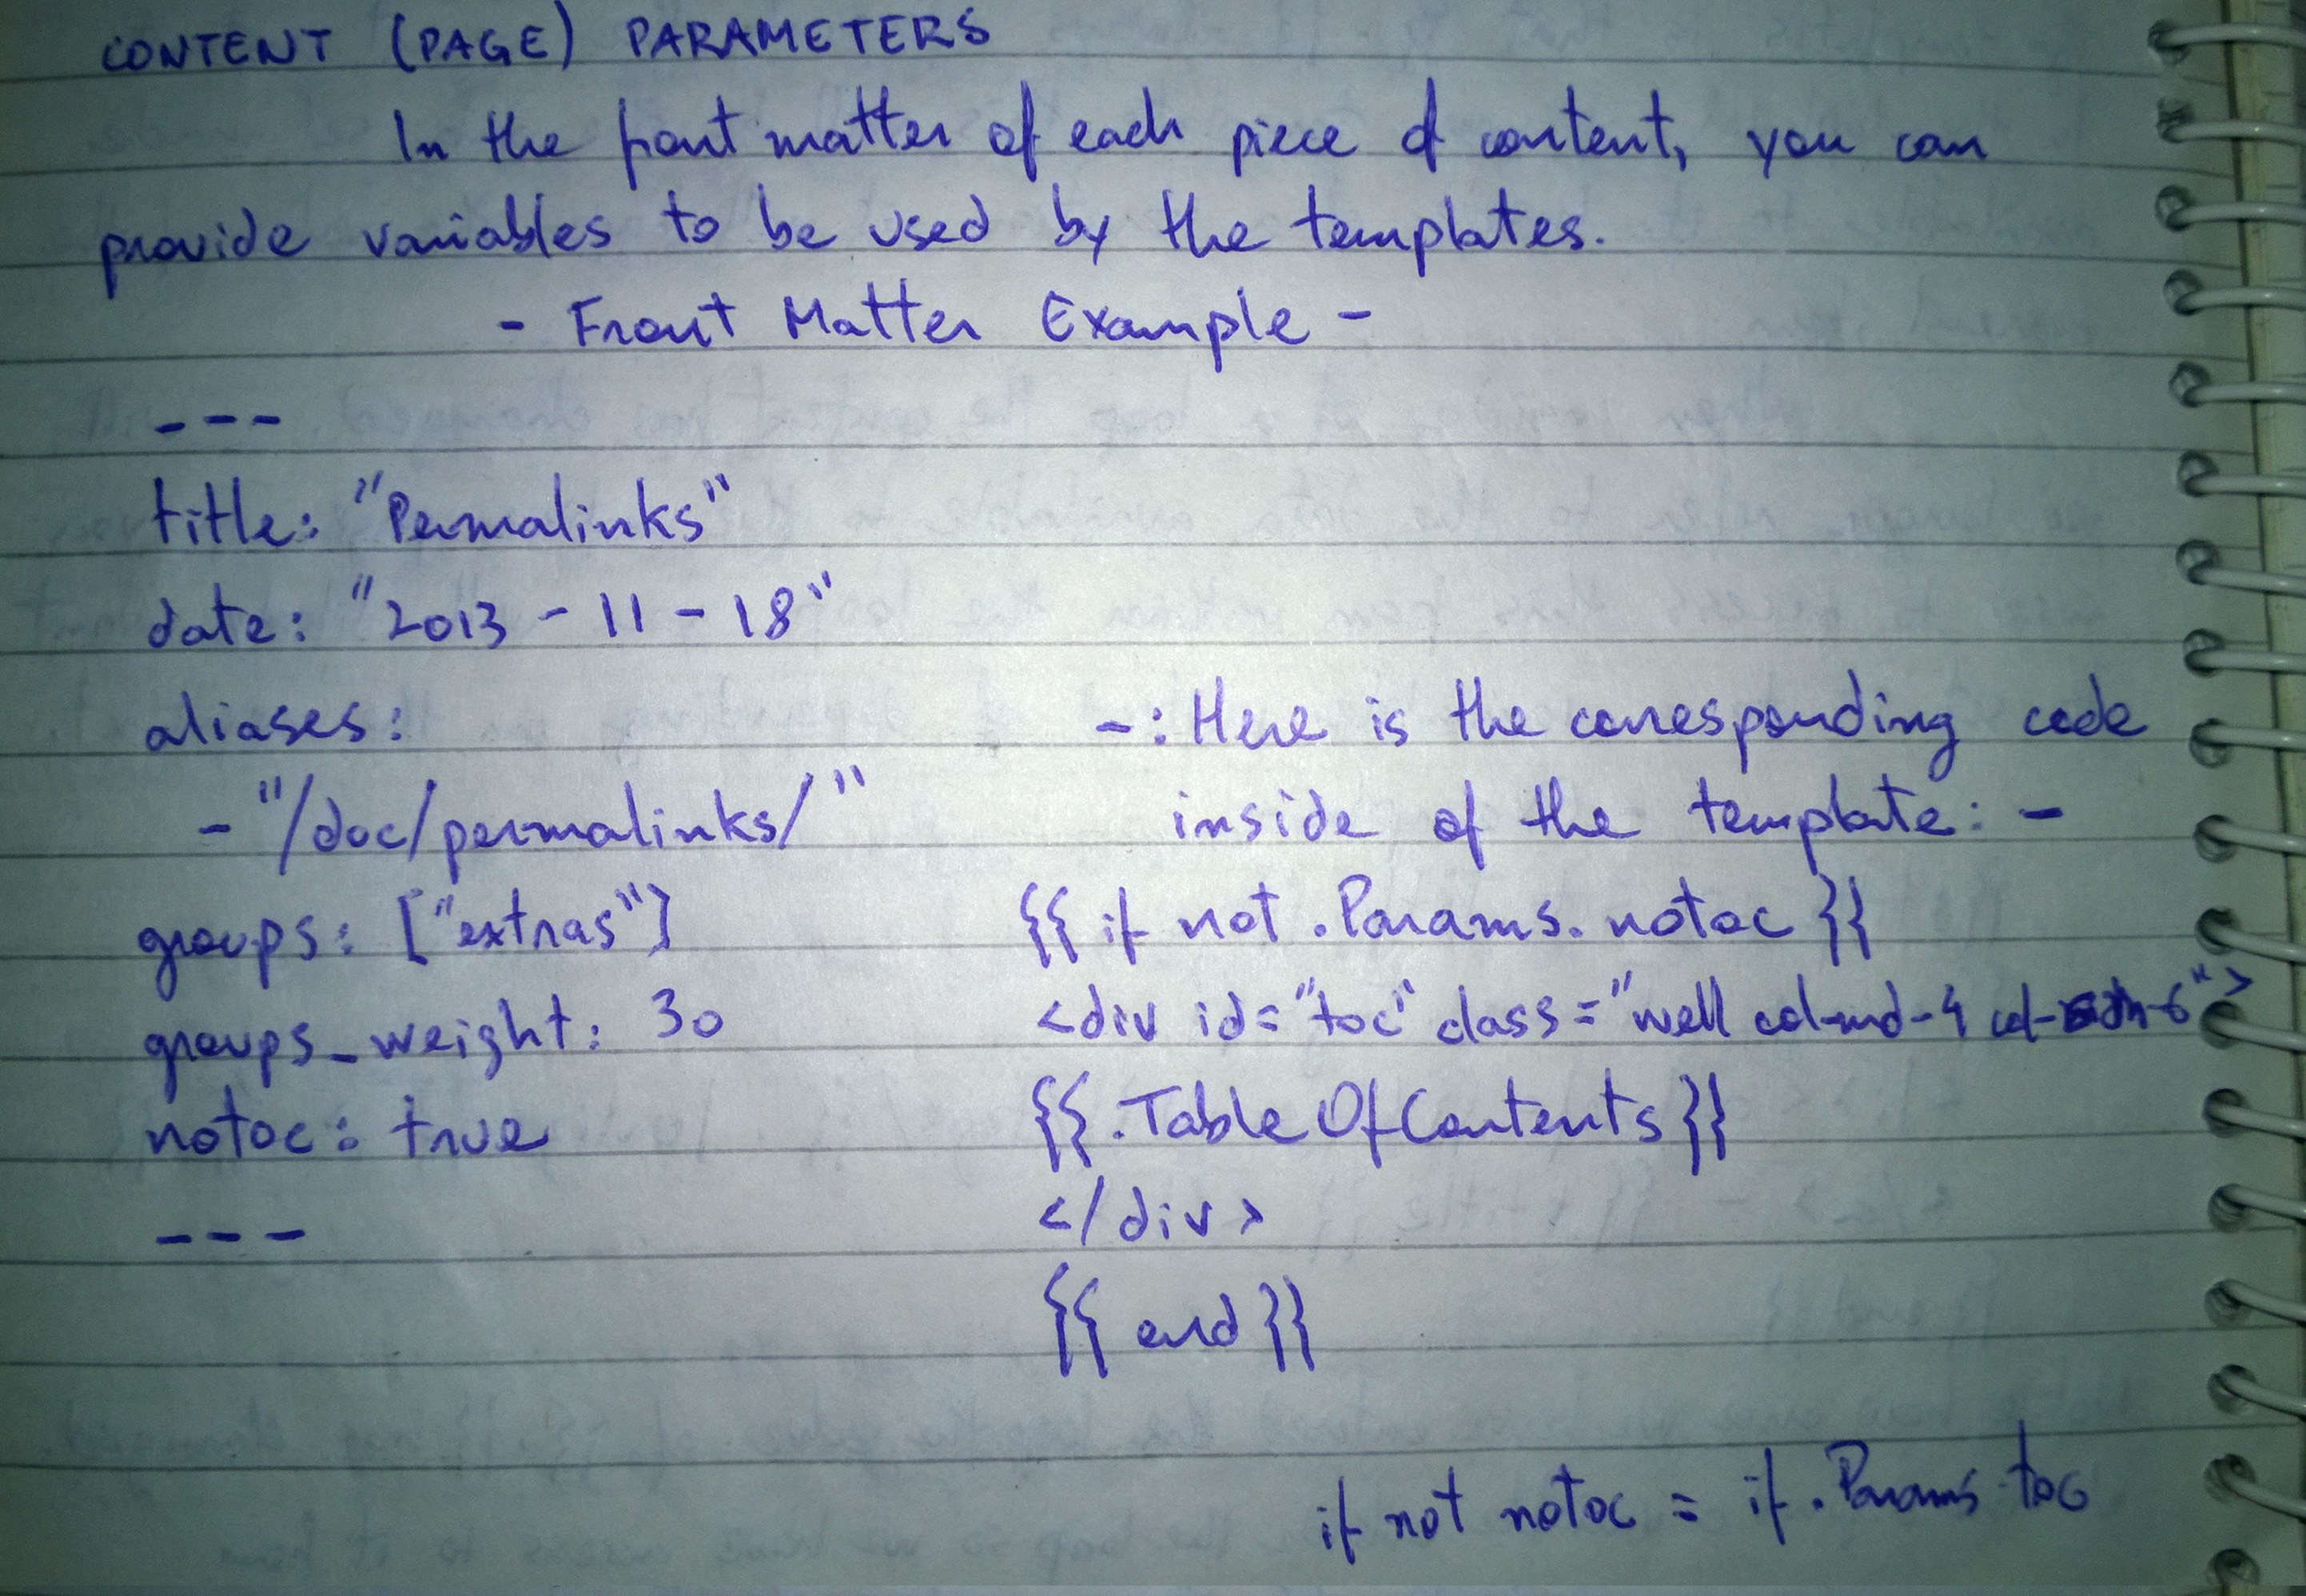 CONTENT (PAGE) PARAMETERS
In the font matter of each piece of content, you can
provide variables to be used by the templates.
- Front Matter Example -
---
title: "Permalinks"
date: "2013-11-18"
aliases:
- "/doc/permalinks/"
groups: ["extras"]
groups_weight: 30
notoc: true
---
-: Here is the corresponding code
inside of the template: -
{{ if not .Params.notoc }}
<div id="toc" class="well col-md-4 col-sm-6">
{{ .TableOfContents }}
</div>
{{ end }}
if not notoc = if .Params toc